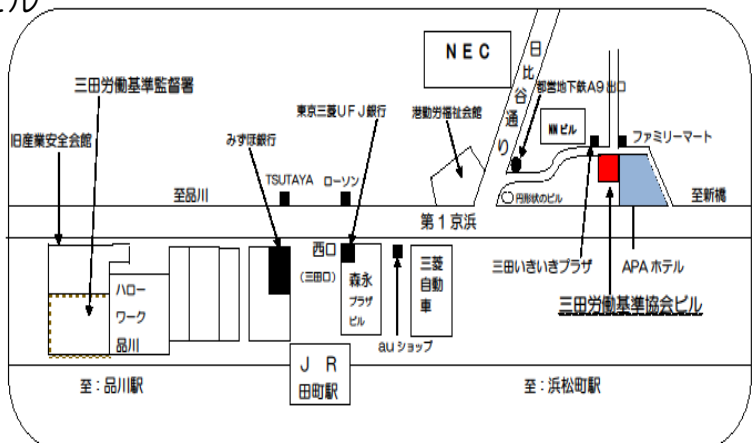 ビル
NEC
日比谷通り
三田労働基準監督署
都営地下鉄A9出口
東京三菱UFJ銀行
港勤労福祉会館
旧産業安全会館
みずほ銀行
NNビル
ファミリーマート
TSUTAYA
ローソン
至品川
円形状のビル
至新橋
第1京浜
西口
(三田口)
森永
プラザ
ビル
三菱
自動
車
三田いきいきプラザ
APAホテル
ハロー
ワーク
品川
三田労働基準協会ビル
auショップ
JR
田町駅
至:品川駅
至:浜松町駅